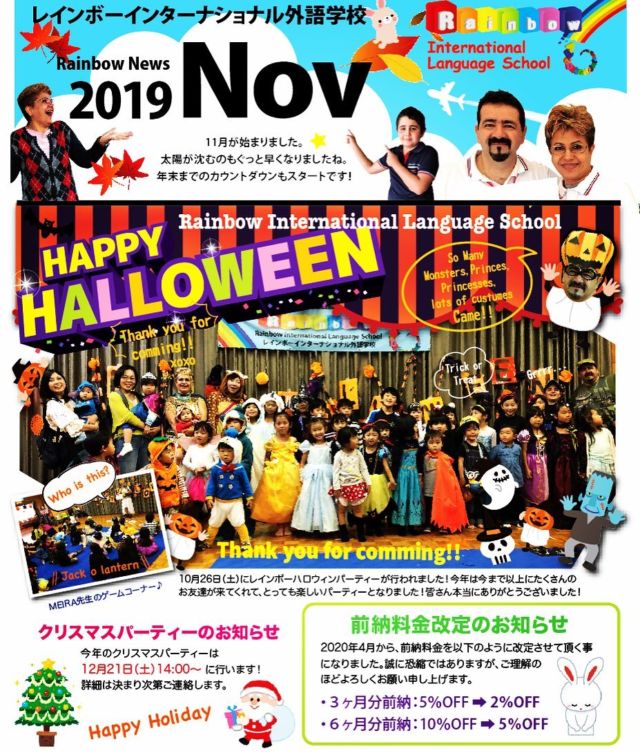 レインボーインターナショナル外語学校
Rainbow
International
Language School
Rainbow News
2019 Nov
11月が始まりました。
太陽が沈むのもぐっと早くなりましたね。
年末までのカウントダウンもスタートです!
Rainbow International Language School
HAPPY
HALLOWEEN
So Many
Monsters, Princes,
Princesses,
lots of custumes
Came!!
Thank you for
comming!!
xoxo
Rainbow International Language School
レインボーインターナショナル外語学校
Trick or
Treat
Grrrr...
Who is this?
Jack o lantern
Thank you for comming!!
MEIRA先生のゲームコーナー♪
10月26日(土)にレインボーハロウィンパーティーが行われました!今年は今まで以上にたくさんの
お友達が来てくれて、とっても楽しいパーティーとなりました!皆さん本当にありがとうございました!
クリスマスパーティーのお知らせ
今年のクリスマスパーティーは
12月21日(土)14:00〜 に行います!
詳細は決まり次第ご連絡します。
Happy Holiday
前納料金改定のお知らせ
2020年4月から、前納料金を以下のように改定させて頂く事
になりました。誠に恐縮ではありますが、ご理解の
ほどよろしくお願い申し上げます。
・3ヶ月分前納:5%OFF ➡ 2%OFF
・6ヶ月分前納:10%OFF ➡ 5%OFF